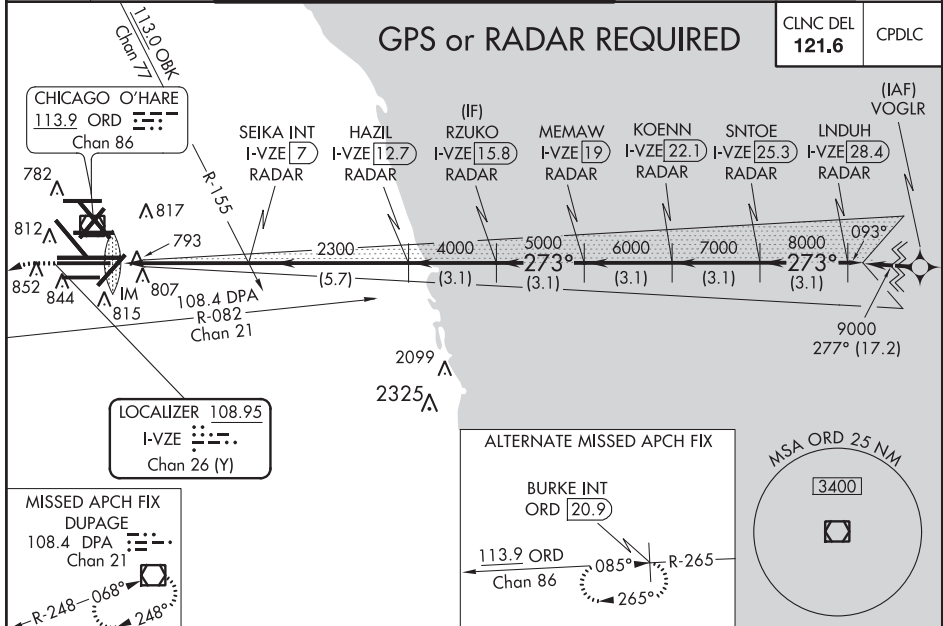 GPS or RADAR REQUIRED
CLNC DEL
121.6
CPDLC
113.0 OBK
Chan 77
CHICAGO O'HARE
113.9 ORD
Chan 86
R-155
SEIKA INT
I-VZE 7
RADAR
HAZIL
I-VZE 12.7
RADAR
(IF)
RZUKO
I-VZE 15.8
RADAR
MEMAW
I-VZE 19
RADAR
KOENN
I-VZE 22.1
RADAR
SNTOE
I-VZE 25.3
RADAR
LNDUH
I-VZE 28.4
RADAR
(IAF)
VOGLR
782
812
817
793
852
844
IM
807
815
2300
4000
5000
6000
7000
8000
093°
273°
273°
(5.7)
(3.1)
(3.1)
(3.1)
(3.1)
(3.1)
9000
277° (17.2)
108.4 DPA
R-082
Chan 21
2099
2325
LOCALIZER 108.95
I-VZE
Chan 26 (Y)
MISSED APCH FIX
DUPAGE
108.4 DPA
Chan 21
R-248
068°
248°
ALTERNATE MISSED APCH FIX
BURKE INT
ORD 20.9
113.9 ORD
Chan 86
085°
R-265
265°
MSA ORD 25 NM
3400